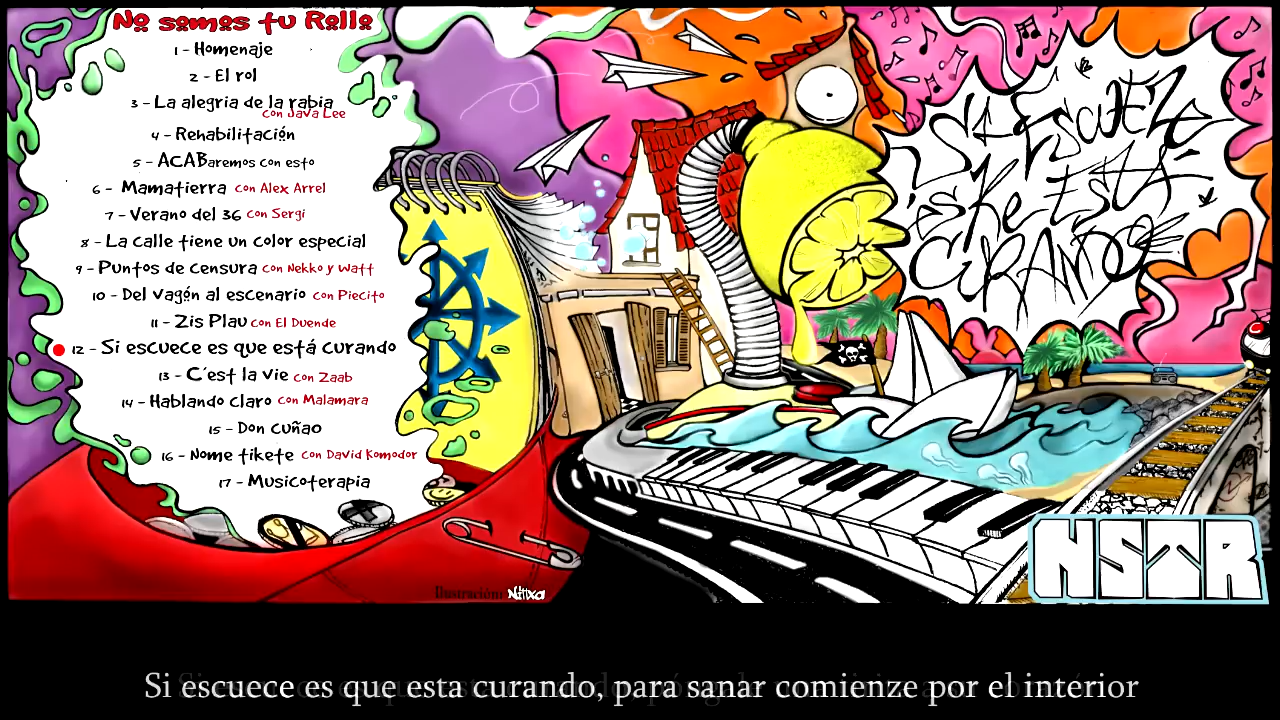 No somos tu Rollo
1 - Homenaje
2 - El rol
3 - La alegria de la rabia
con Java Lee
4 - Rehabilitación
5 - ACABaremos con esto
6 - Mamatierra con Alex Arrel
7 - Verano del 36 con Sergi
8 - La calle tiene un color especial
9 - Puntos de censura con Nekko y Watt
10 - Del vagón al escenario con Piecito
11 - Zis Plau con El Duende
12 - Si escuece es que está curando
13 - C'est la vie con Zaab
14 - Hablando claro con Malamara
15 - Don cuñao
16 - Nome tikete con David Komodor
17 - Musicoterapia
SI ESCUEZE
ES KE ESTÁ
CURANDO
NSTR
Ilustración:
Si escuece es que esta curando, para sanar comienze por el interior